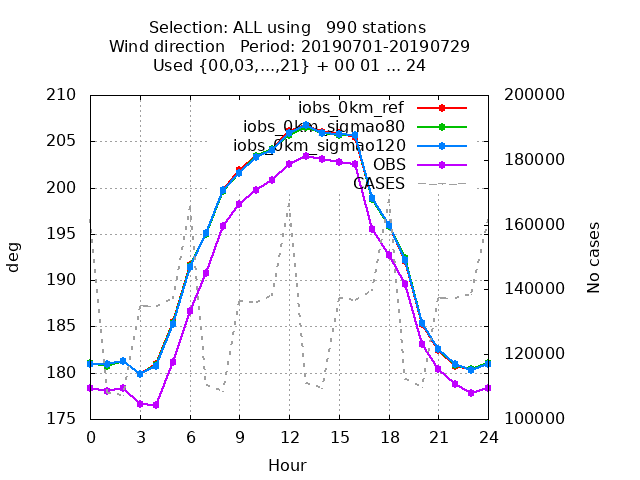 Selection: ALL using   990 stations
Wind direction   Period: 20190701-20190729
Used {00,03,...,21} + 00 01 ... 24
210
205
200
195
190
185
180
175
deg
200000
180000
160000
140000
120000
100000
No cases
iobs_0km_ref
iobs_0km_sigmao80
iobs_0km_sigmao120
OBS
CASES
0 3 6 9 12 15 18 21 24
Hour